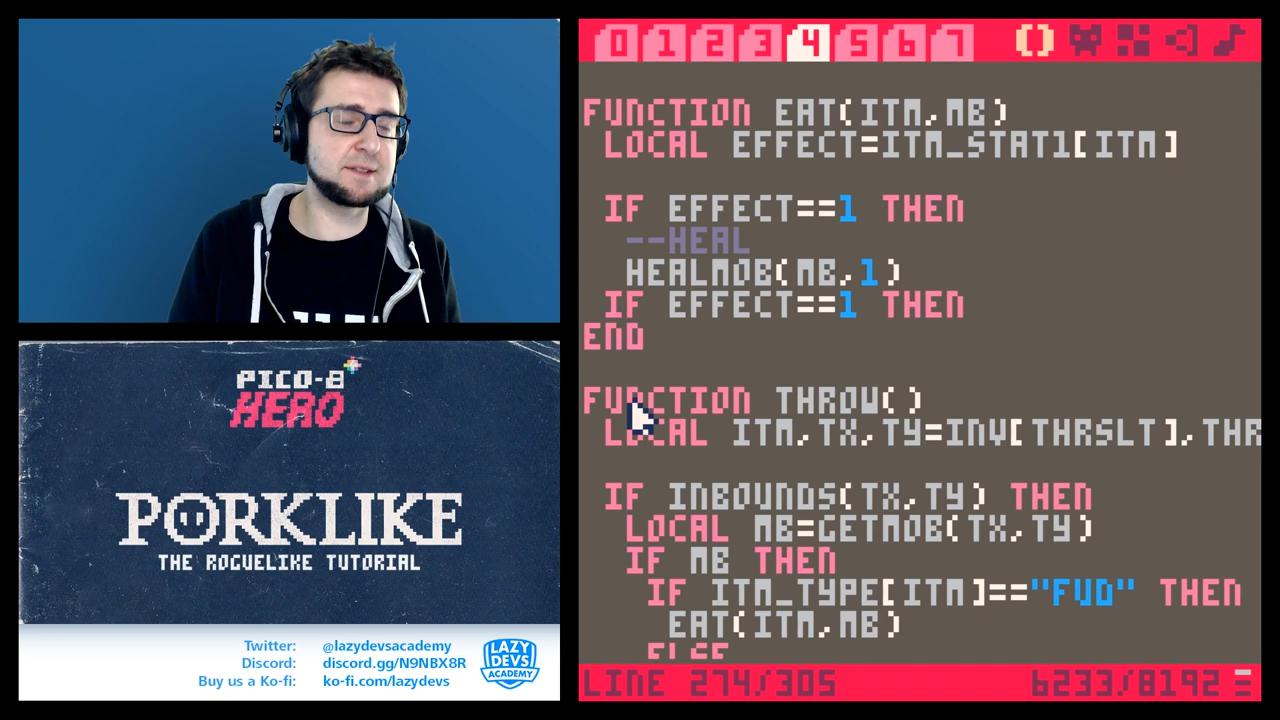 PICO-8
HERO
PORKLIKE
THE ROGUELIKE TUTORIAL
Twitter: @lazydevsacademy
Discord: discord.gg/N9NBX8R
Buy us a Ko-fi: ko-fi.com/lazydevs
LAZY
DEVS
ACADEMY
0 1 2 3 4 5 6 7
FUNCTION EAT(ITM,MB)
LOCAL EFFECT=ITM_STAT1[ITM]
IF EFFECT==1 THEN
--HEAL
HEALMOB(MB,1)
IF EFFECT==1 THEN
END
FUNCTION THROW()
LOCAL ITM,TX,TY=INV[THRSLT],THR
IF INBOUNDS(TX,TY) THEN
LOCAL MB=GETMOB(TX,TY)
IF MB THEN
IF ITM_TYPE[ITM]=="FUD" THEN
EAT(ITM,MB)
ELSE
LINE 274/305 6233/8192